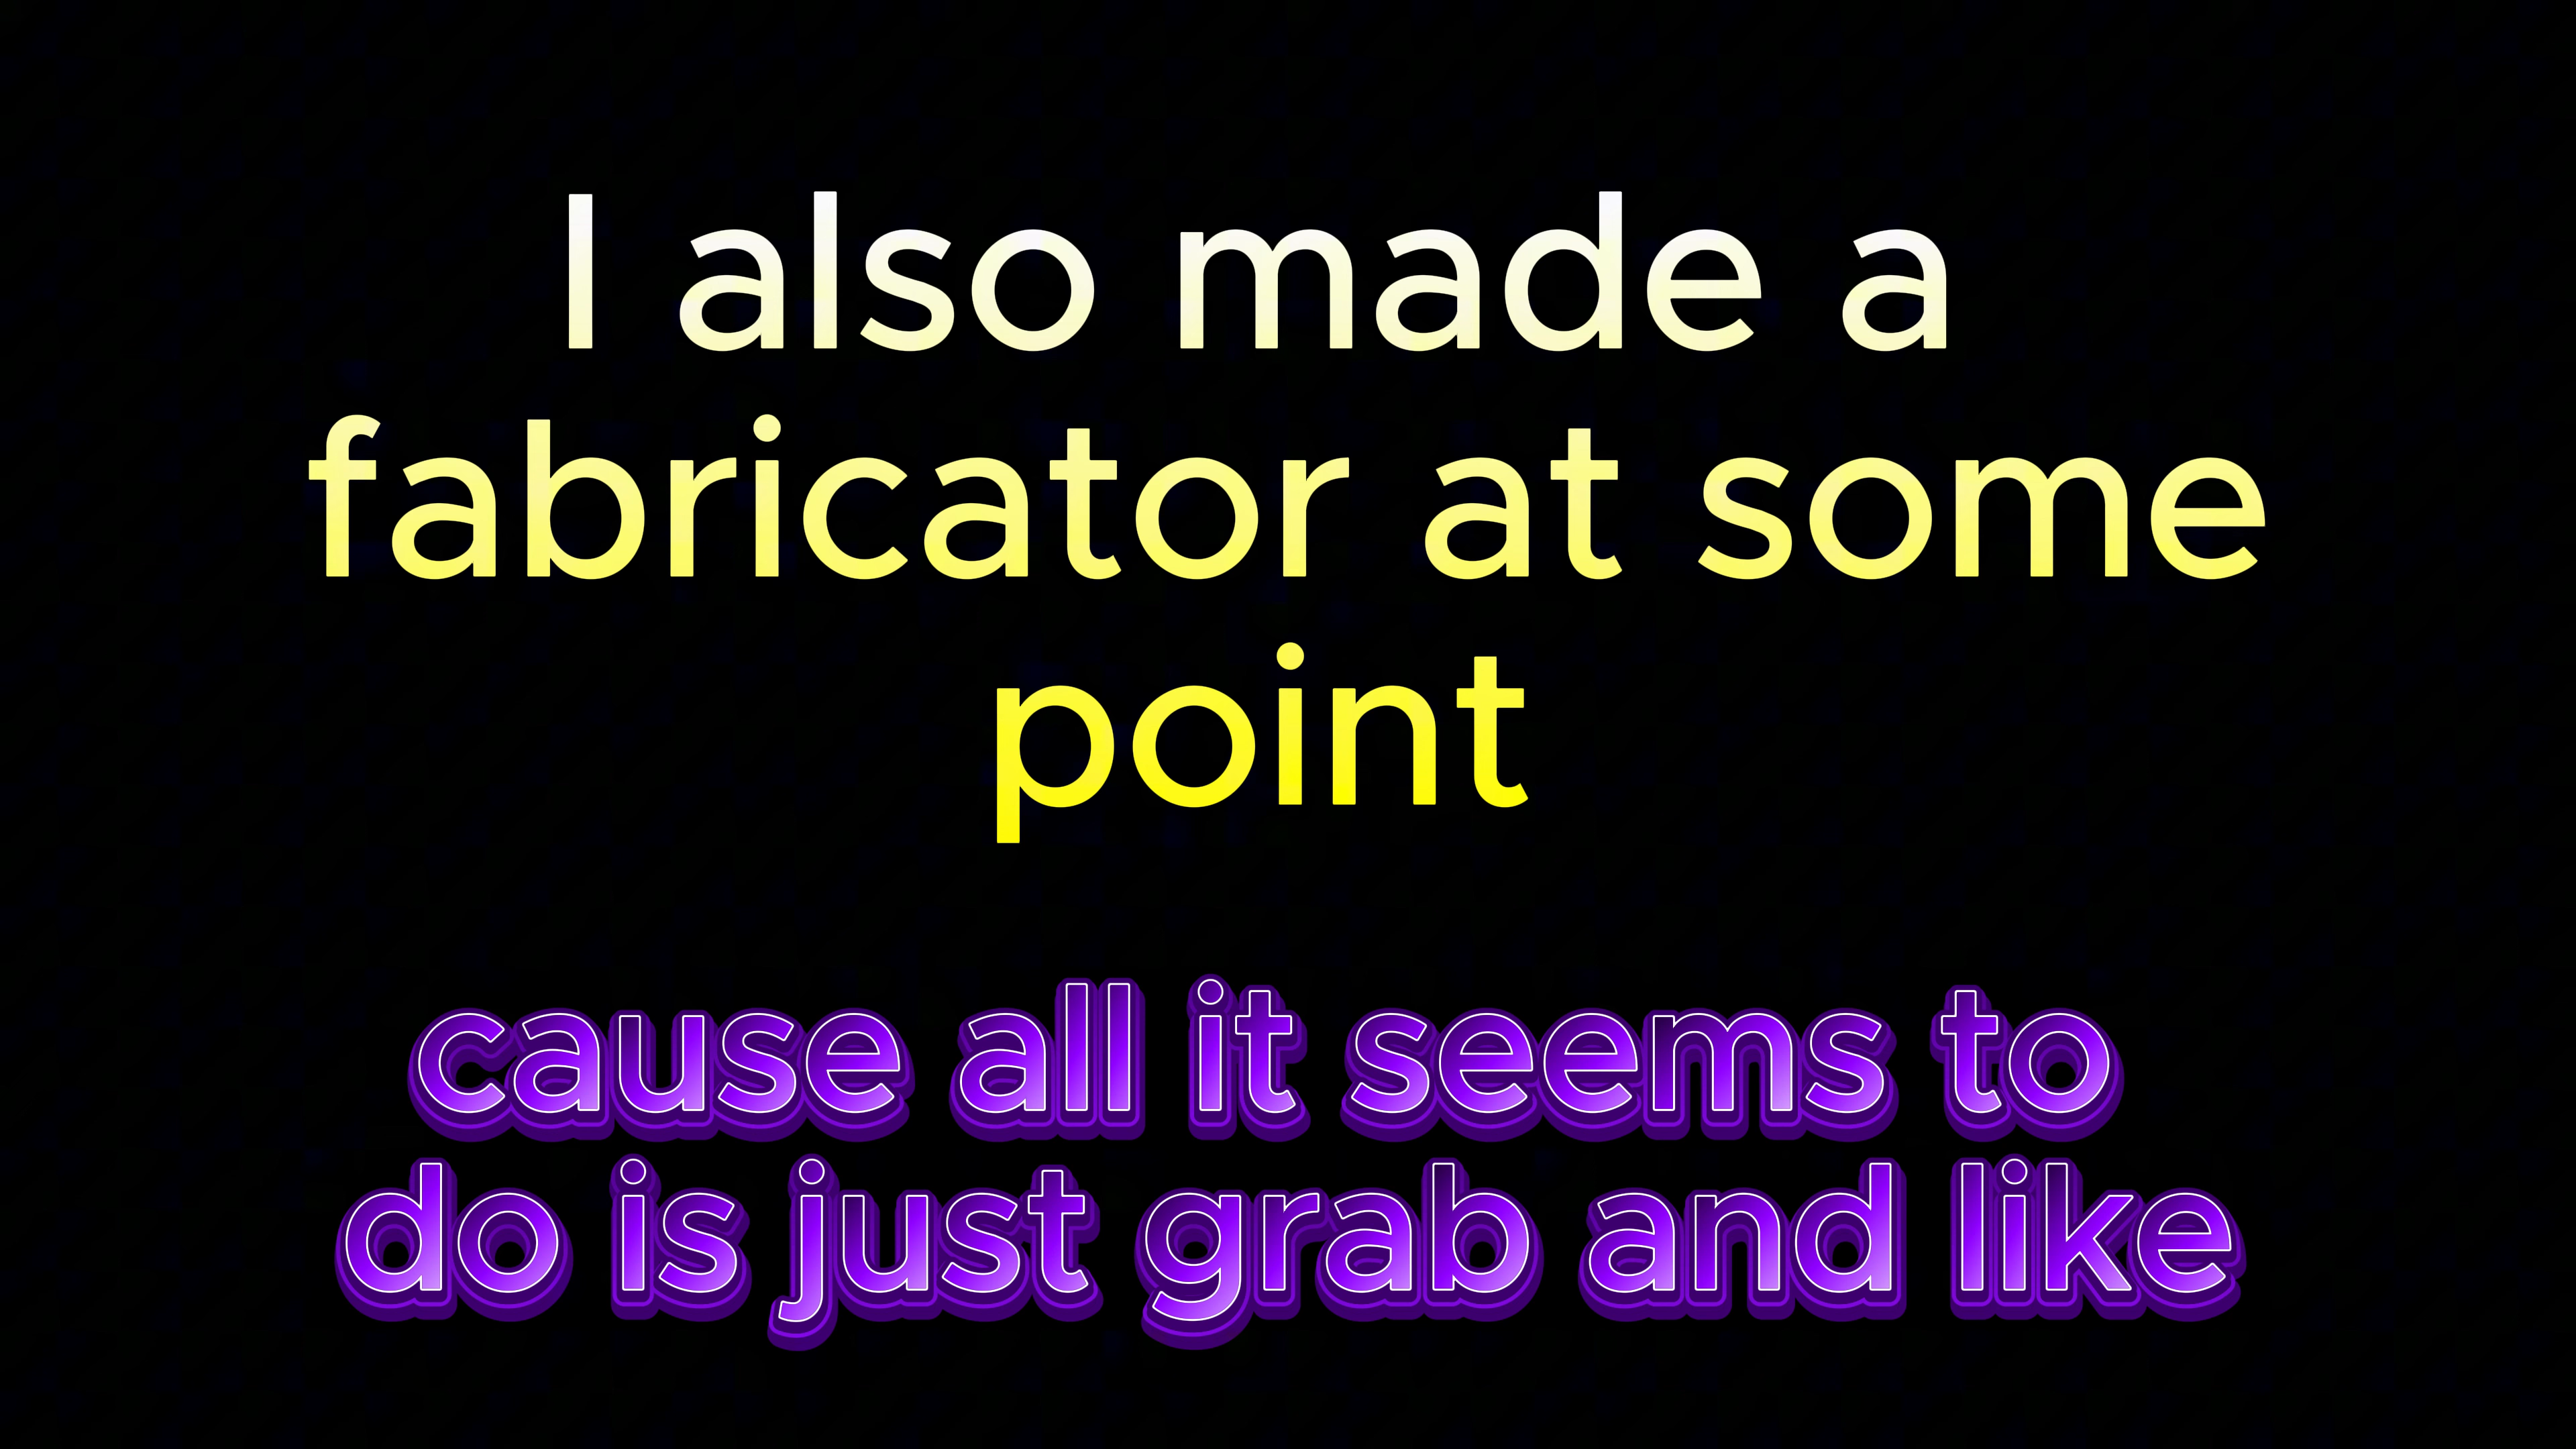 I also made a
fabricator at some
point
cause all it seems to
do is just grab and like